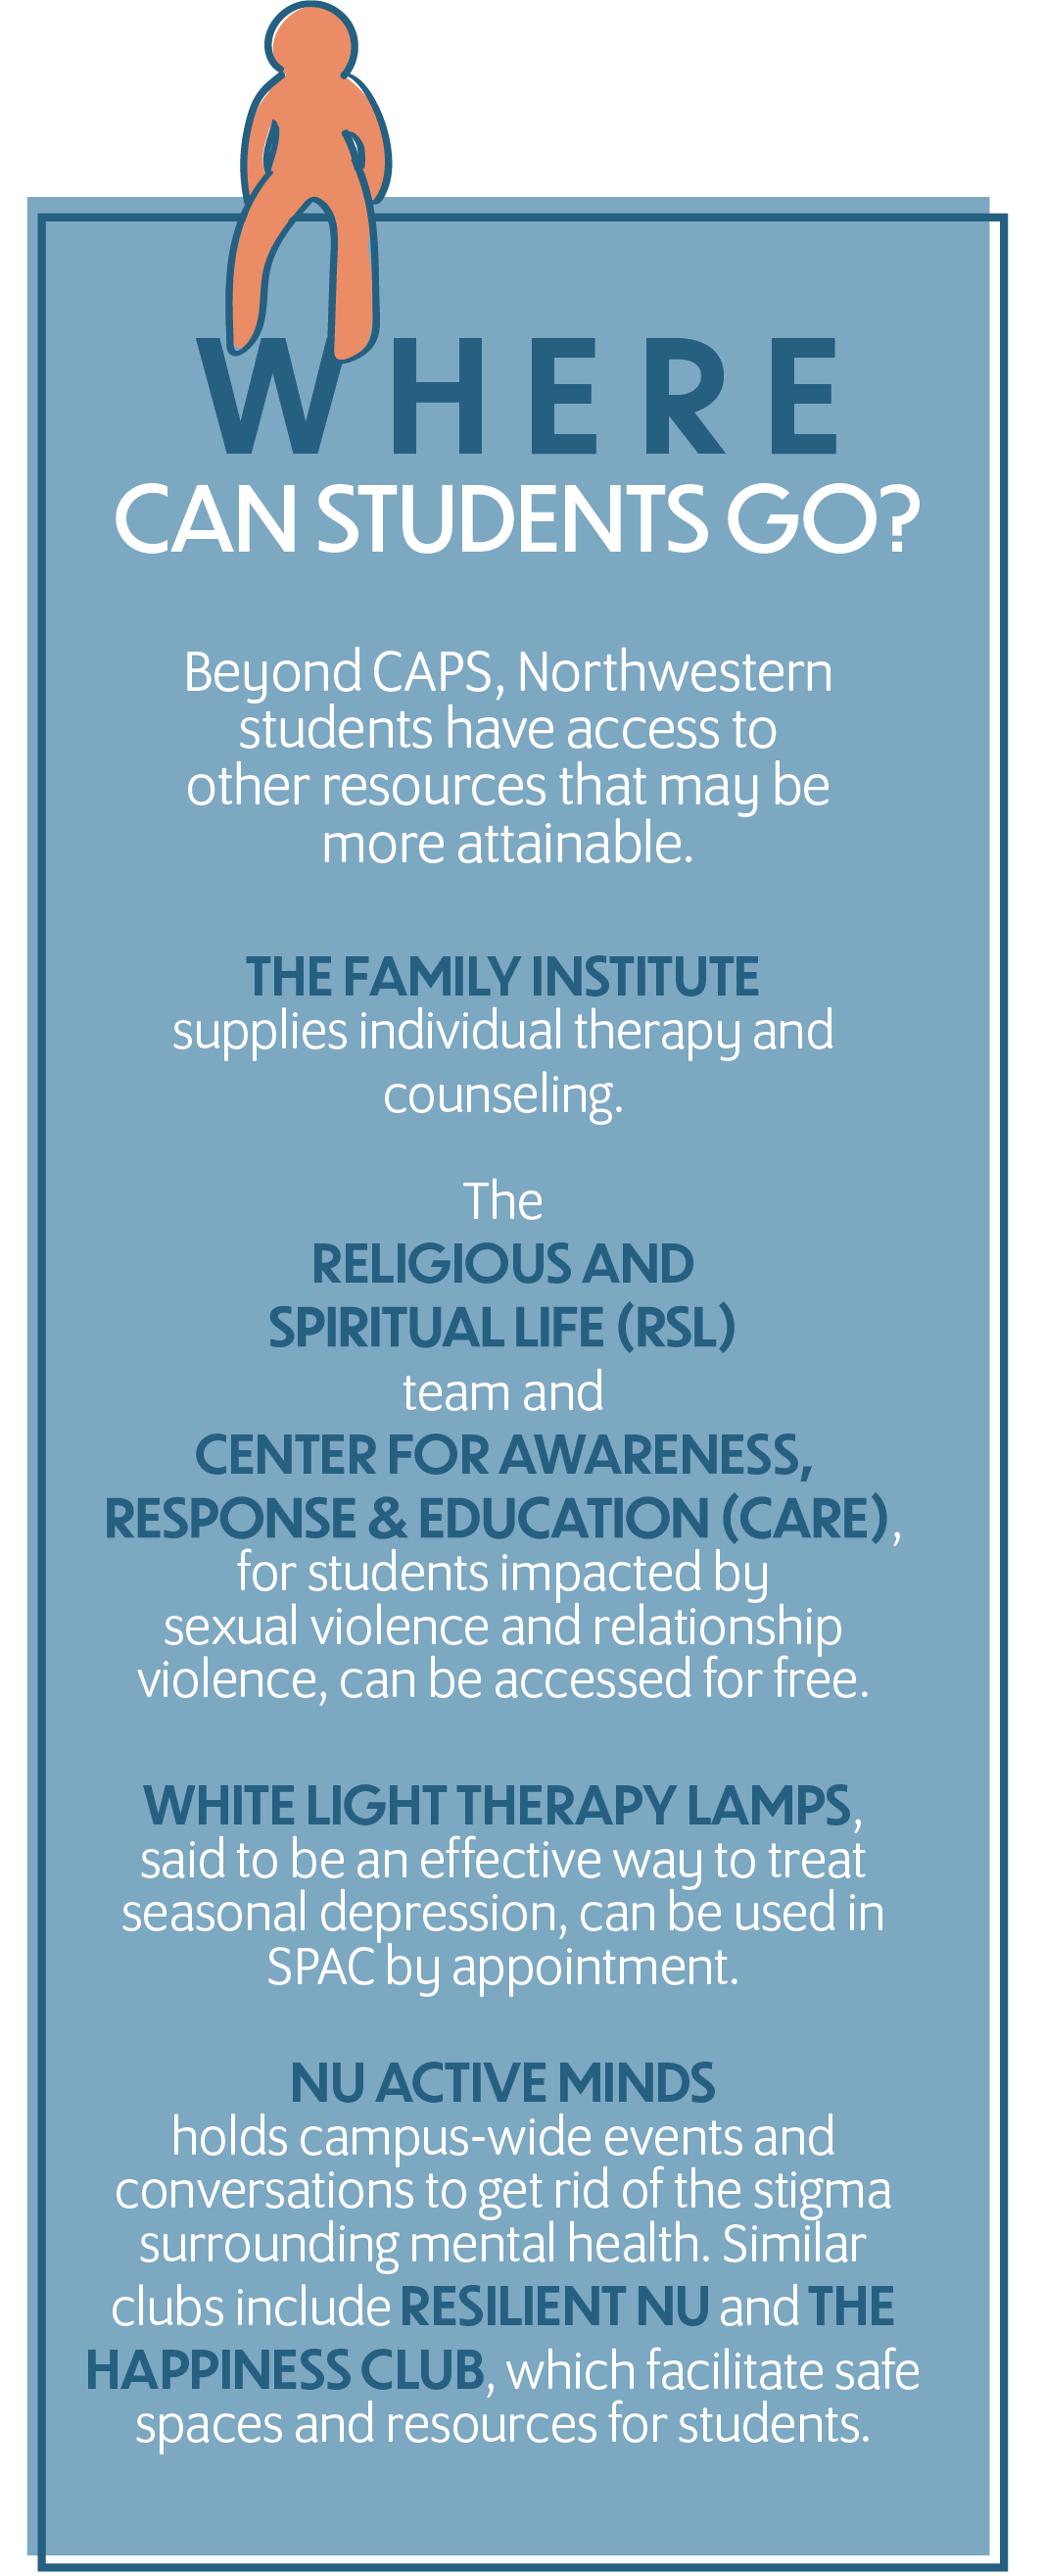 WHERE
CAN STUDENTS GO?
Beyond CAPS, Northwestern
students have access to
other resources that may be
more attainable.
THE FAMILY INSTITUTE
supplies individual therapy and
counseling.
The
RELIGIOUS AND
SPIRITUAL LIFE (RSL)
team and
CENTER FOR AWARENESS,
RESPONSE & EDUCATION (CARE),
for students impacted by
sexual violence and relationship
violence, can be accessed for free.
WHITE LIGHT THERAPY LAMPS,
said to be an effective way to treat
seasonal depression, can be used in
SPAC by appointment.
NU ACTIVE MINDS
holds campus-wide events and
conversations to get rid of the stigma
surrounding mental health. Similar
clubs include RESILIENT NU and THE
HAPPINESS CLUB, which facilitate safe
spaces and resources for students.